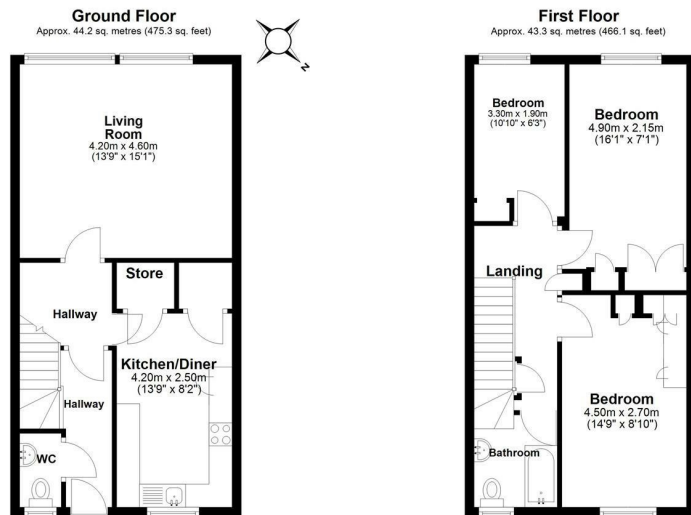 Ground Floor
Approx. 44.2 sq. metres (475.3 sq. feet)
N
Living
Room
4.20m x 4.60m
(13'9" x 15'1")
Store
Hallway
Kitchen/Diner
4.20m x 2.50m
(13'9" x 8'2")
Hallway
WC
First Floor
Approx. 43.3 sq. metres (466.1 sq. feet)
Bedroom
3.30m x 1.90m
(10'10" x 6'3")
Bedroom
4.90m x 2.15m
(16'1" x 7'1")
Landing
Bedroom
4.50m x 2.70m
(14'9" x 8'10")
Bathroom